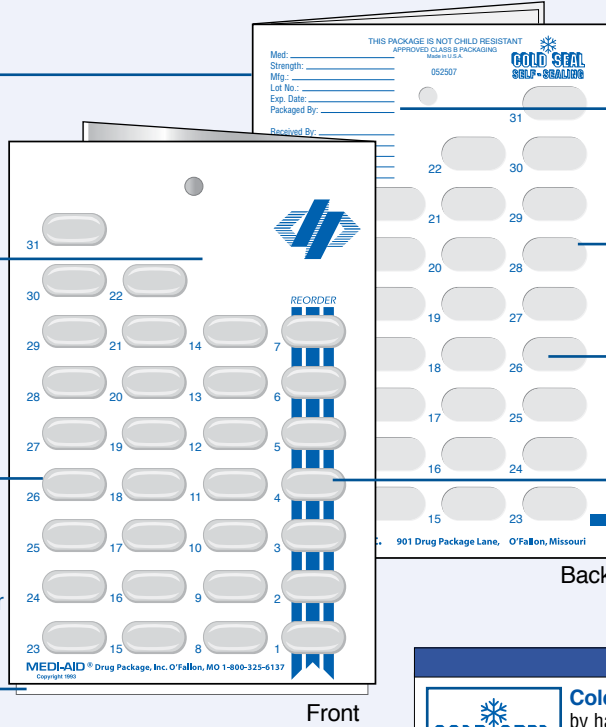 THIS PACKAGE IS NOT CHILD RESISTANT
APPROVED CLASS B PACKAGING
Made in U.S.A.
052507
COLD SEAL
SELF-SEALING
Med:
Strength:
Mfg.:
Lot No.:
Exp. Date:
Packaged By:
Received By:
31
22 30
21 29
20 28
19 27
18 26
17 25
16 24
15 23
901 Drug Package Lane, O'Fallon, Missouri
Back
REORDER
31
30 22
29 21 14 7
28 20 13 6
27 19 12 5
26 18 11 4
25 17 10 3
24 16 9 2
23 15 8 1
MEDI-AID® Drug Package, Inc. O'Fallon, MO 1-800-325-6137
Copyright 1993
Front
by